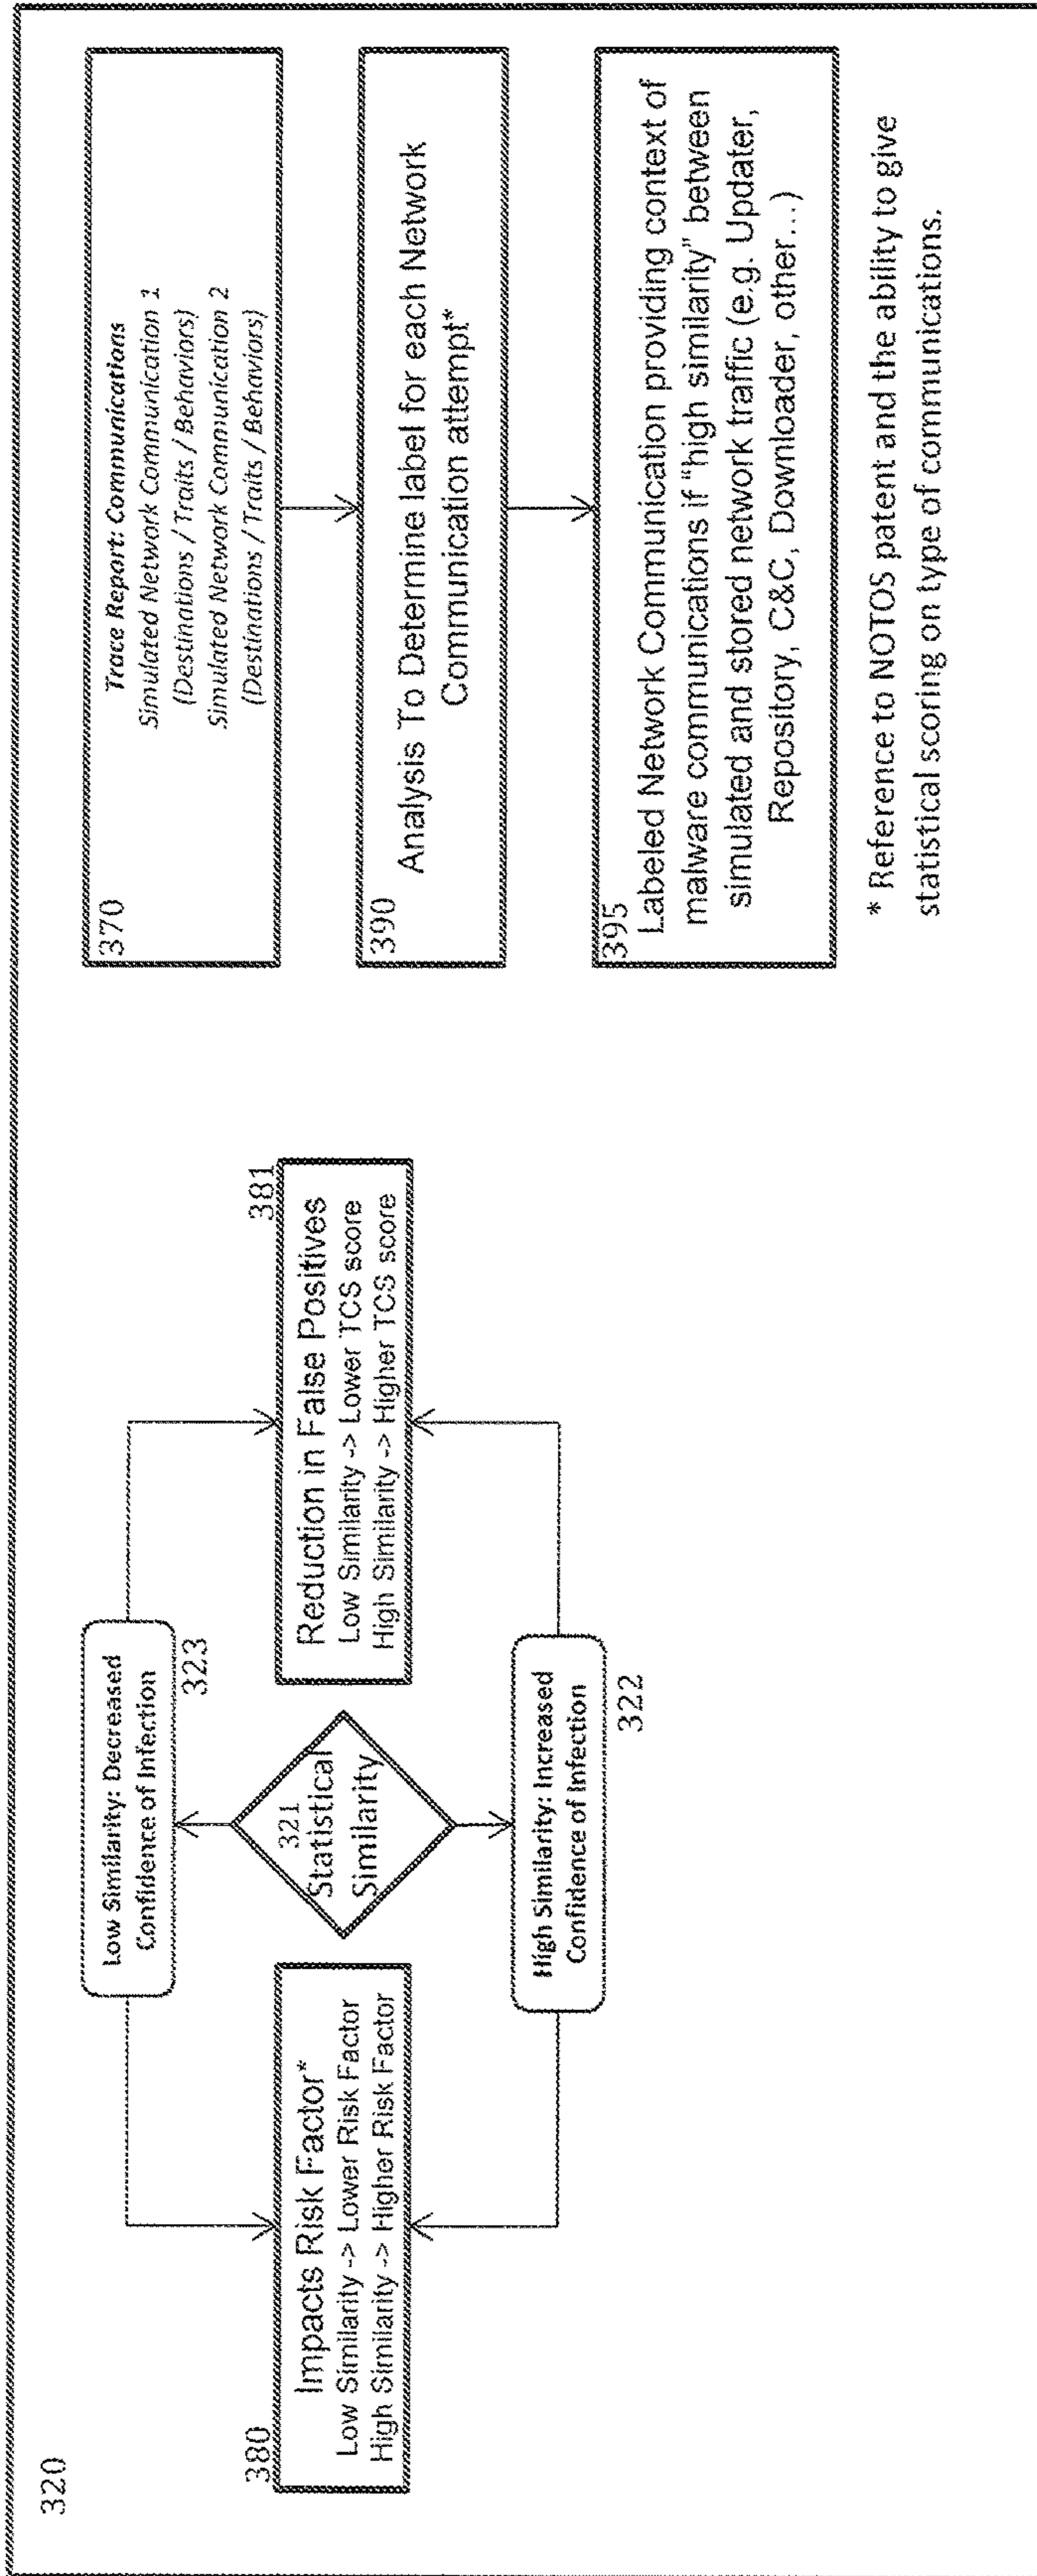 320
380
Impacts Risk Factor*
Low Similarity -> Lower Risk Factor
High Similarity -> Higher Risk Factor
Low Similarity: Decreased
Confidence of Infection
323
321
Statistical
Similarity
High Similarity: Increased
Confidence of Infection
322
381
Reduction in False Positives
Low Similarity -> Lower TCS score
High Similarity -> Higher TCS score
370
Trace Report: Communications
Simulated Network Communication 1
(Destinations / Traits / Behaviors)
Simulated Network Communication 2
(Destinations / Traits / Behaviors)
390
Analysis To Determine label for each Network
Communication attempt*
395
Labeled Network Communication providing context of
malware communications if "high similarity" between
simulated and stored network traffic (e.g. Updater,
Repository, C&C, Downloader, other...)
* Reference to NOTOS patent and the ability to give
statistical scoring on type of communications.